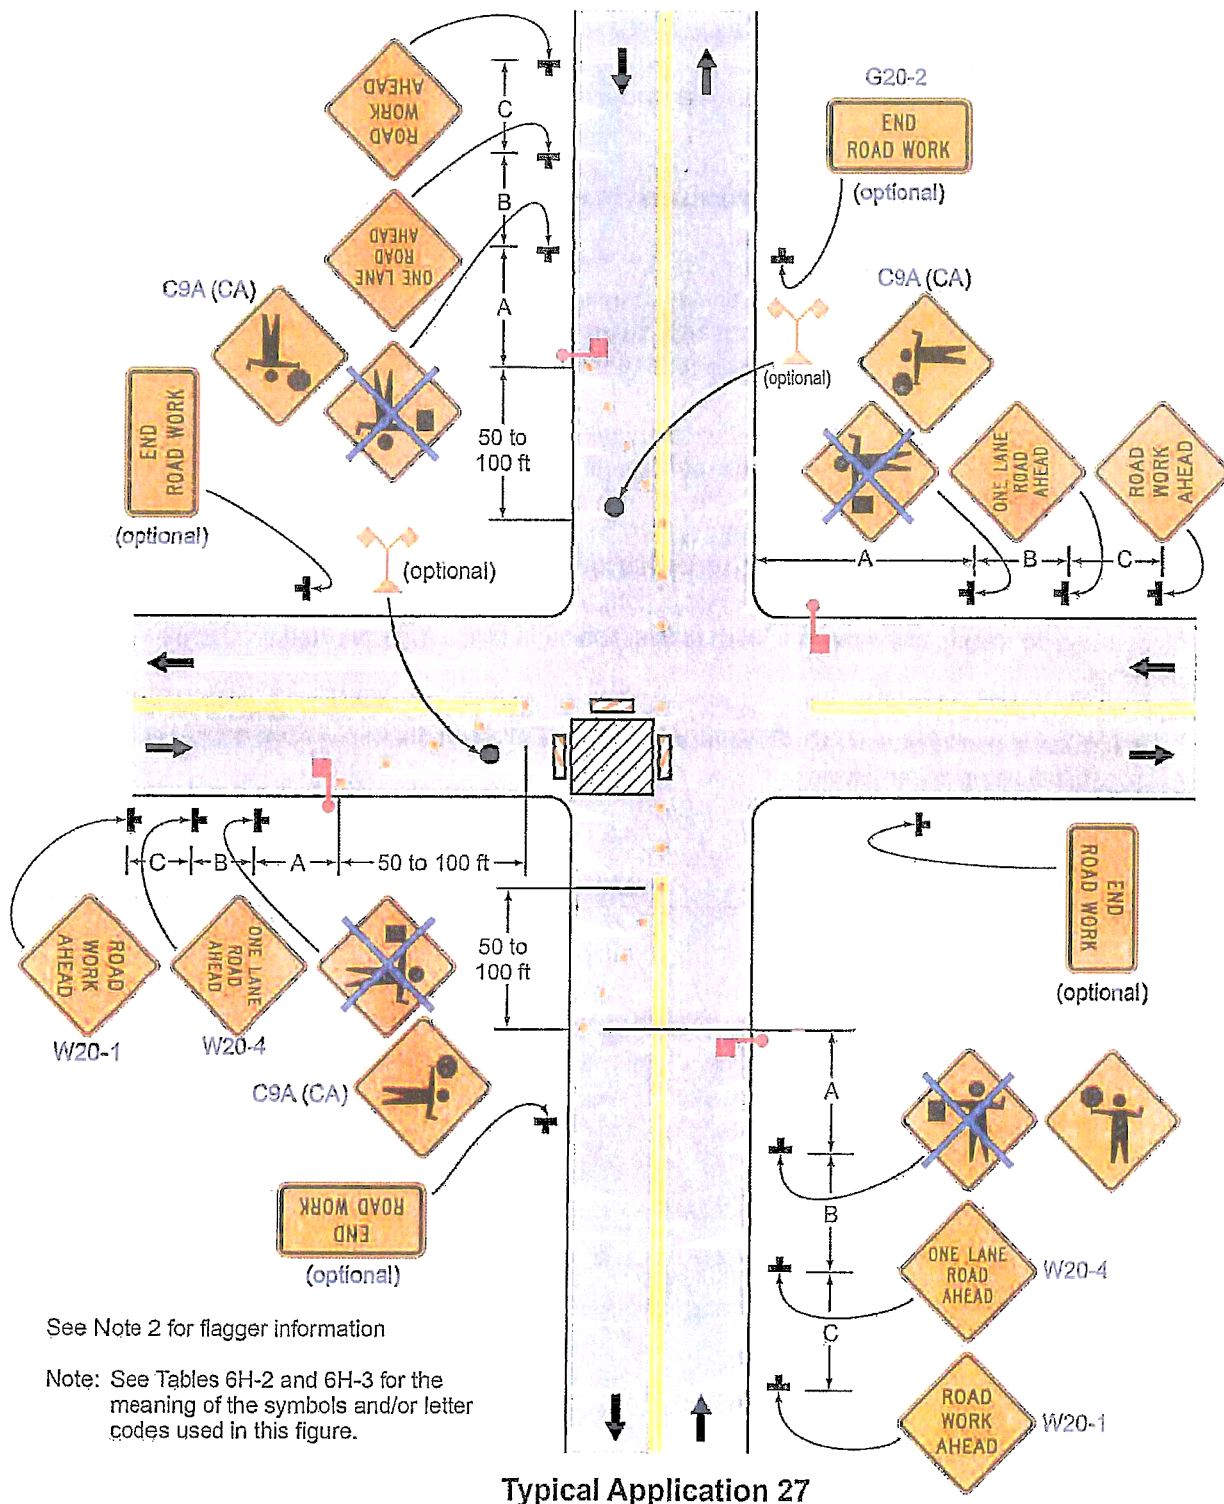 G20-2
END
ROAD WORK
(optional)
ROAD
WORK
AHEAD
C
B
A
ONE LANE
ROAD
AHEAD
C9A (CA)
END
ROAD WORK
(optional)
50 to
100 ft
(optional)
C9A (CA)
ONE LANE
ROAD
AHEAD
ROAD
WORK
AHEAD
A
B
C
(optional)
C
B
A
50 to 100 ft
ROAD
WORK
AHEAD
W20-1
ONE LANE
ROAD
AHEAD
W20-4
C9A (CA)
50 to
100 ft
END
ROAD WORK
(optional)
END
ROAD WORK
(optional)
A
B
C
ONE LANE
ROAD
AHEAD
W20-4
ROAD
WORK
AHEAD
W20-1
See Note 2 for flagger information
Note: See Tables 6H-2 and 6H-3 for the
meaning of the symbols and/or letter
codes used in this figure.
Typical Application 27